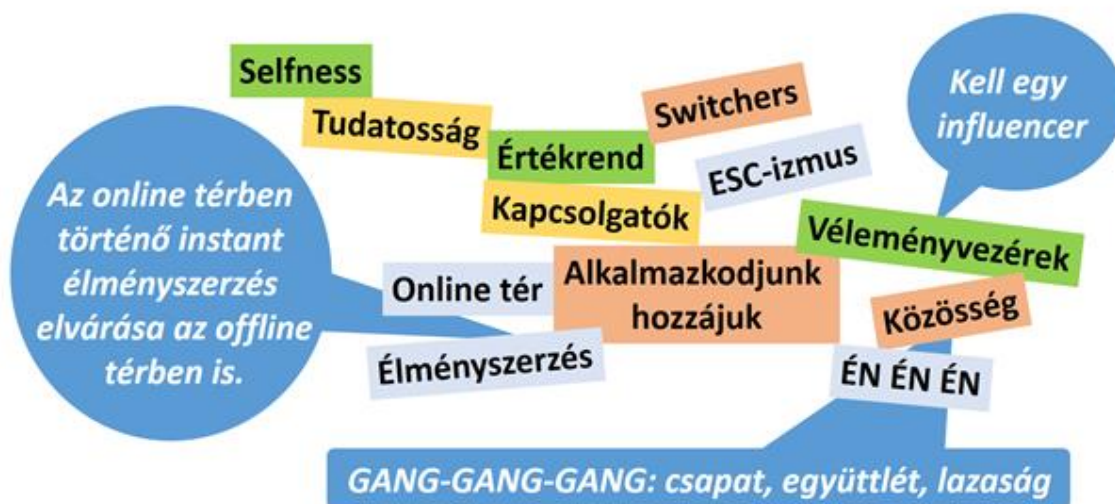 Selfness
Tudatosság
Értékrend
Switchers
Kapcsolgatók
ESC-izmus
Kell egy
influencer
Véleményvezérek
Az online térben
történő instant
élményszerzés
elvárása az offline
térben is.
Online tér
Alkalmazkodjunk
hozzájuk
Közösség
Élményszerzés
ÉN ÉN ÉN
GANG-GANG-GANG: csapat, együttlét, lazaság